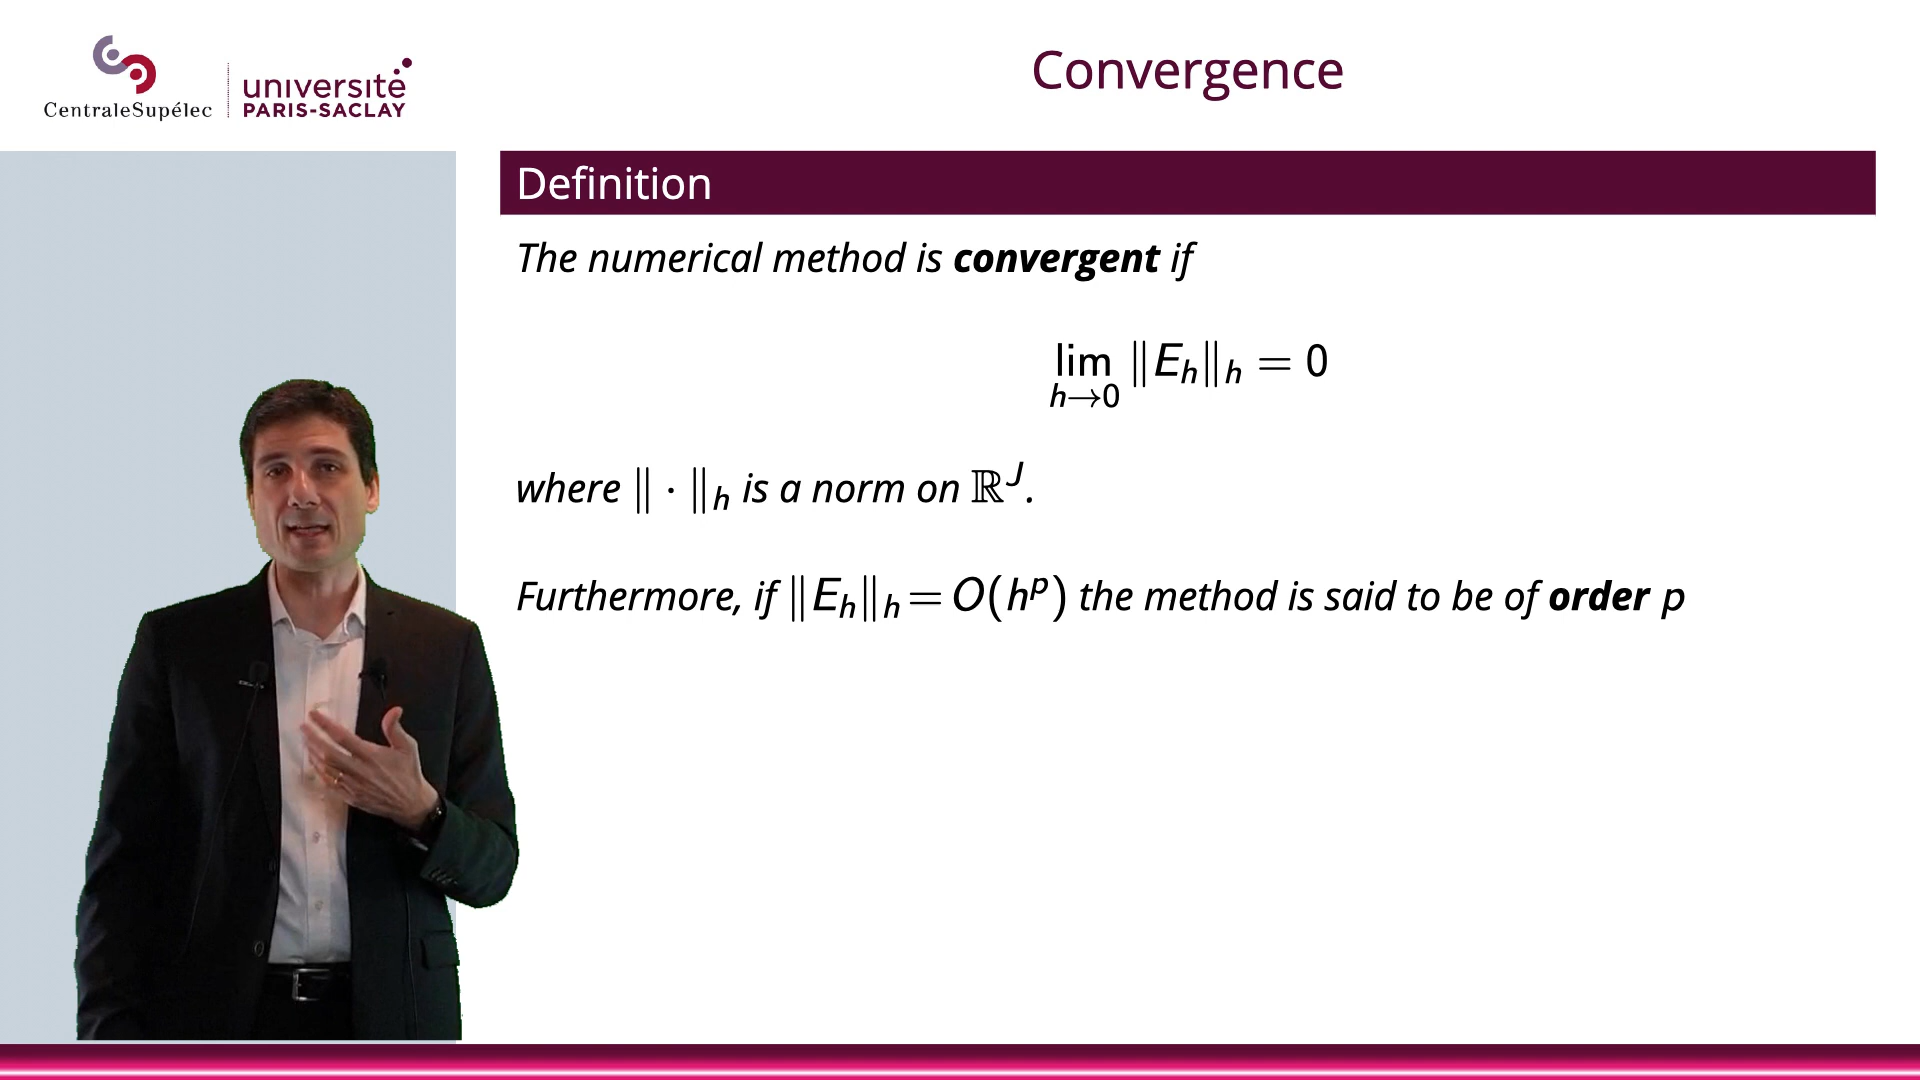 CentraleSupélec
université
PARIS-SACLAY
Convergence
Definition
The numerical method is convergent if
lim ‖E_h‖_h = 0
h→0
where ‖ · ‖_h is a norm on ℝ^J.
Furthermore, if ‖E_h‖_h = O(h^p) the method is said to be of order p